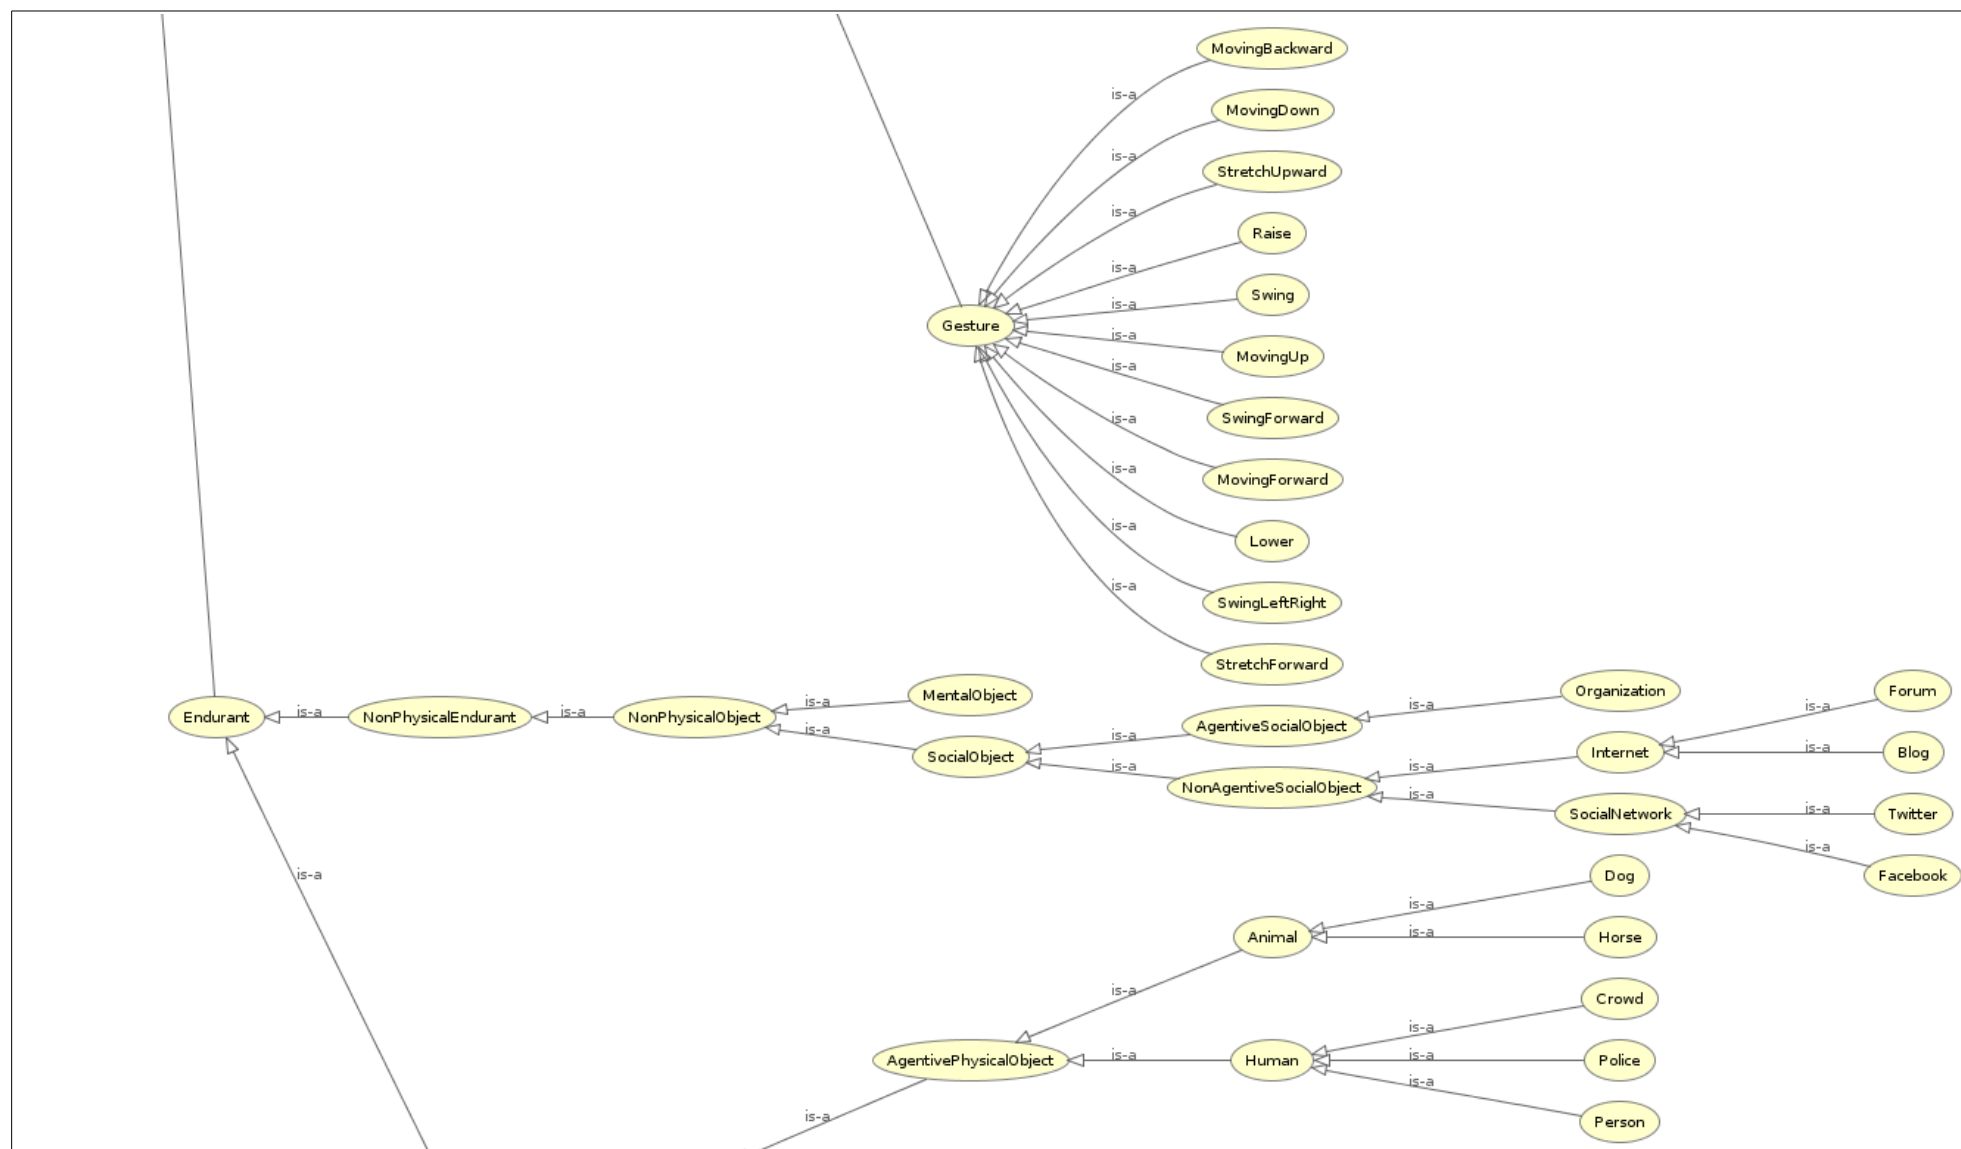 MovingBackward
is-a
MovingDown
is-a
StretchUpward
is-a
Raise
is-a
Swing
is-a
Gesture
is-a
MovingUp
is-a
SwingForward
is-a
MovingForward
is-a
Lower
is-a
SwingLeftRight
is-a
StretchForward
Endurant
is-a
NonPhysicalEndurant
is-a
NonPhysicalObject
is-a
MentalObject
is-a
SocialObject
is-a
AgentiveSocialObject
is-a
Organization
is-a
NonAgentiveSocialObject
is-a
Internet
is-a
Forum
is-a
Blog
is-a
SocialNetwork
is-a
Twitter
is-a
Facebook
is-a
Dog
is-a
Animal
is-a
Horse
is-a
Crowd
is-a
AgentivePhysicalObject
is-a
Human
is-a
Police
is-a
Person
is-a